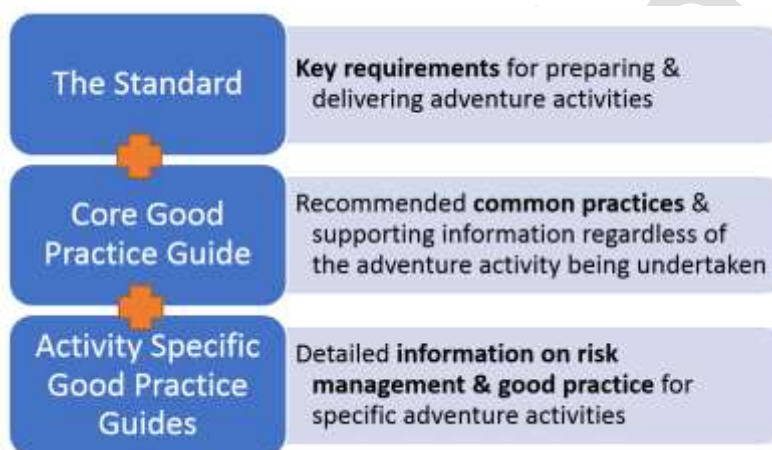 The Standard
Key requirements for preparing &
delivering adventure activities
Core Good
Practice Guide
Recommended common practices &
supporting information regardless of
the adventure activity being undertaken
Activity Specific
Good Practice
Guides
Detailed information on risk
management & good practice for
specific adventure activities